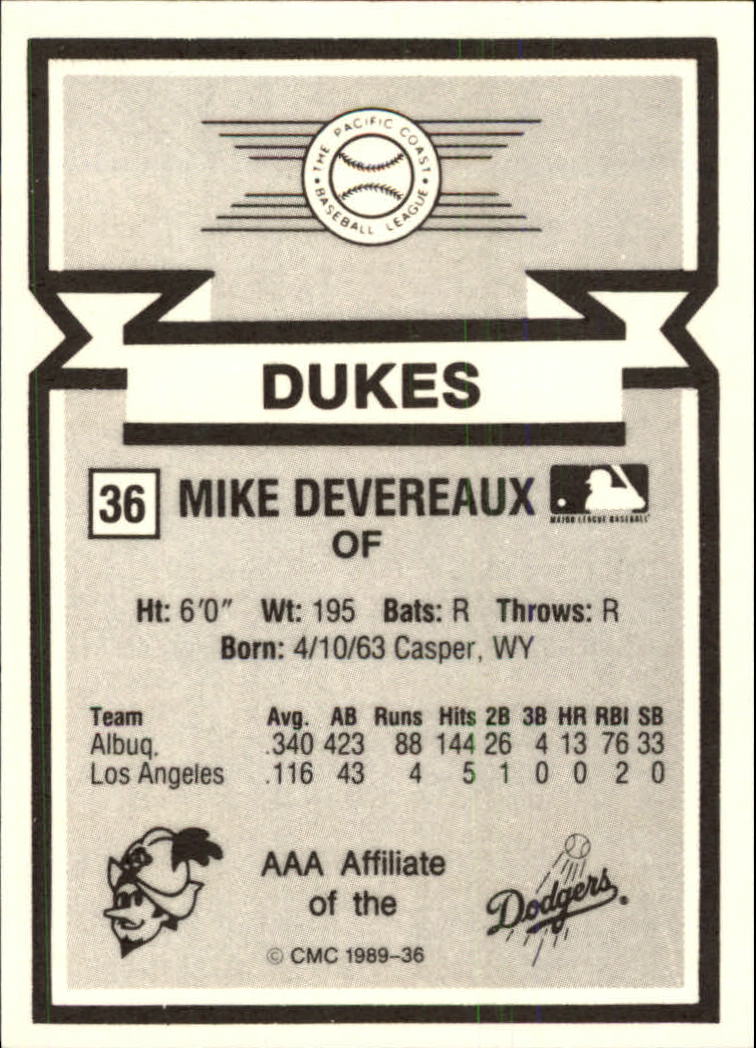 THE PACIFIC COAST
BASEBALL LEAGUE
DUKES
36 MIKE DEVEREAUX
MAJOR LEAGUE BASEBALL
OF
Ht: 6'0" Wt: 195 Bats: R Throws: R
Born: 4/10/63 Casper, WY
Team Avg. AB Runs Hits 2B 3B HR RBI SB
Albuq. .340 423 88 144 26 4 13 76 33
Los Angeles .116 43 4 5 1 0 0 2 0
AAA Affiliate
of the
Dodgers®
© CMC 1989-36